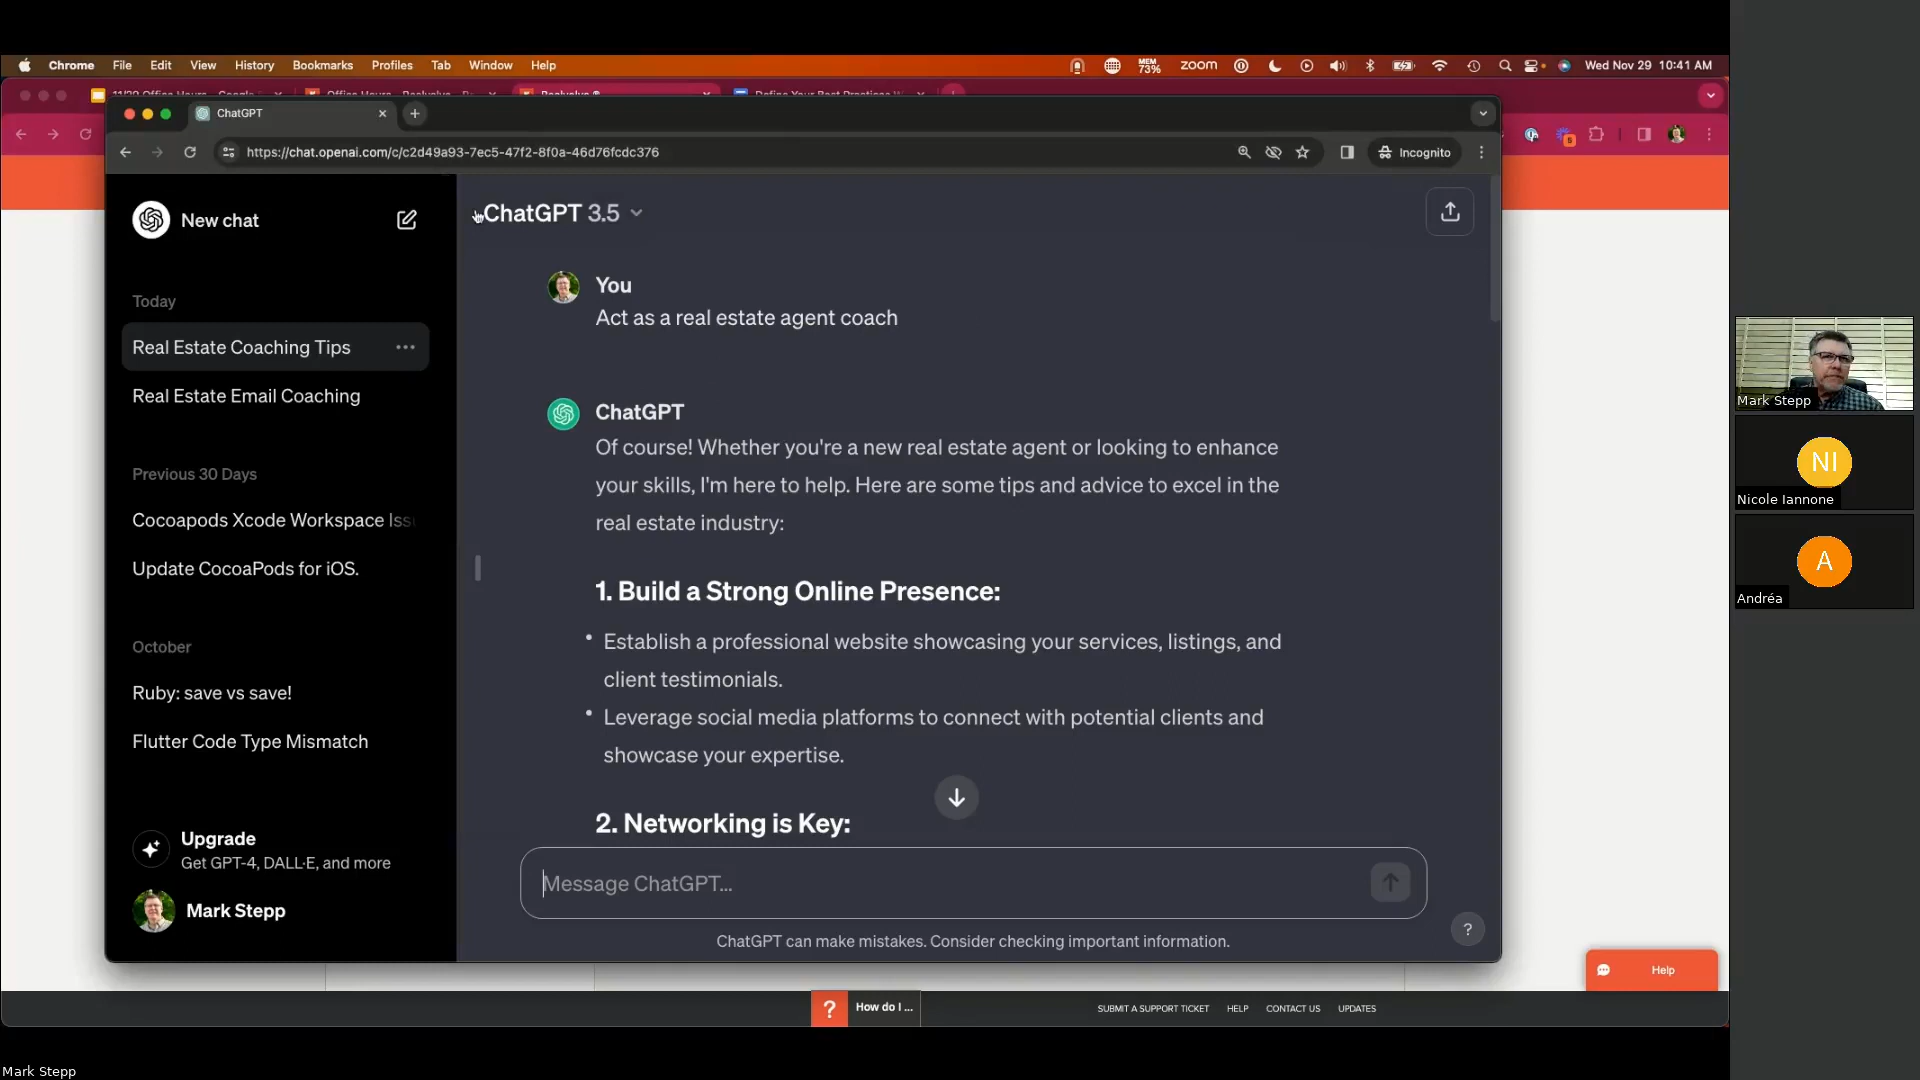 Chrome File Edit View History Bookmarks Profiles Tab Window Help
MEM 73% zoom Wed Nov 29 10:41 AM
ChatGPT
https://chat.openai.com/c/c2d49a93-7ec5-47f2-8f0a-46d76fcdc376
Incognito
New chat
Today
Real Estate Coaching Tips
Real Estate Email Coaching
Previous 30 Days
Cocoapods Xcode Workspace
Update CocoaPods for iOS.
October
Ruby: save vs save!
Flutter Code Type Mismatch
Upgrade
Get GPT-4, DALL·E, and more
Mark Stepp
ChatGPT 3.5
You
Act as a real estate agent coach
ChatGPT
Of course! Whether you're a new real estate agent or looking to enhance
your skills, I'm here to help. Here are some tips and advice to excel in the
real estate industry:
1. Build a Strong Online Presence:
• Establish a professional website showcasing your services, listings, and
client testimonials.
• Leverage social media platforms to connect with potential clients and
showcase your expertise.
2. Networking is Key:
Message ChatGPT...
ChatGPT can make mistakes. Consider checking important information.
?
Help
? How do I ...
SUBMIT A SUPPORT TICKET HELP CONTACT US UPDATES
Mark Stepp
NI
Nicole Iannone
A
Andréa
Mark Stepp